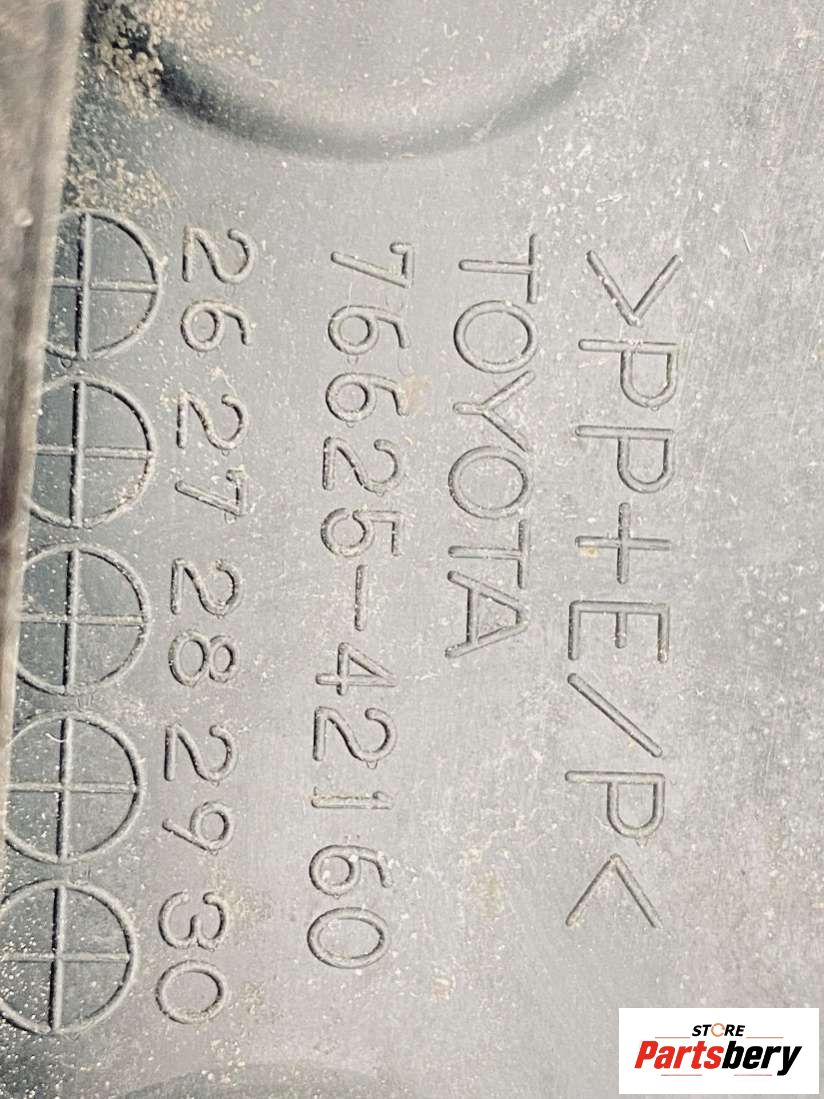 >PP+E/P<
TOYOTA
76625-42160
26 27 28 29 30
STORE
Partsbery